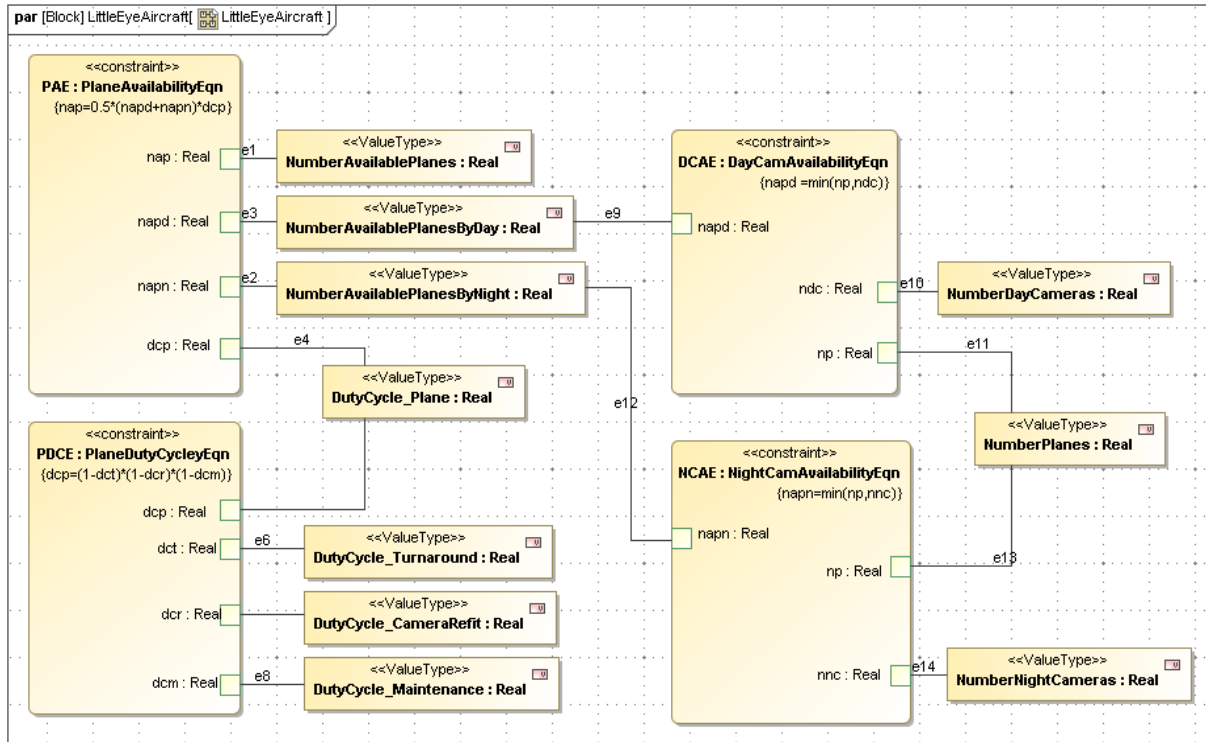 par [Block] LittleEyeAircraft[ LittleEyeAircraft ]
<<constraint>>
PAE : PlaneAvailabilityEqn
{nap=0.5*(napd+napn)*dcp}
nap : Real
e1
<<ValueType>>
NumberAvailablePlanes : Real
napd : Real
e3
<<ValueType>>
NumberAvailablePlanesByDay : Real
e9
napn : Real
e2
<<ValueType>>
NumberAvailablePlanesByNight : Real
dcp : Real
e4
<<ValueType>>
DutyCycle_Plane : Real
e12
<<constraint>>
DCAE : DayCamAvailabilityEqn
{napd =min(np,ndc)}
napd : Real
ndc : Real
e10
<<ValueType>>
NumberDayCameras : Real
np : Real
e11
<<ValueType>>
NumberPlanes : Real
<<constraint>>
PDCE : PlaneDutyCycleyEqn
{dcp=(1-dct)*(1-dcr)*(1-dcm)}
dcp : Real
dct : Real
e6
<<ValueType>>
DutyCycle_Turnaround : Real
dcr : Real
<<ValueType>>
DutyCycle_CameraRefit : Real
dcm : Real
e8
<<ValueType>>
DutyCycle_Maintenance : Real
<<constraint>>
NCAE : NightCamAvailabilityEqn
{napn=min(np,nnc)}
napn : Real
np : Real
e13
nnc : Real
e14
<<ValueType>>
NumberNightCameras : Real